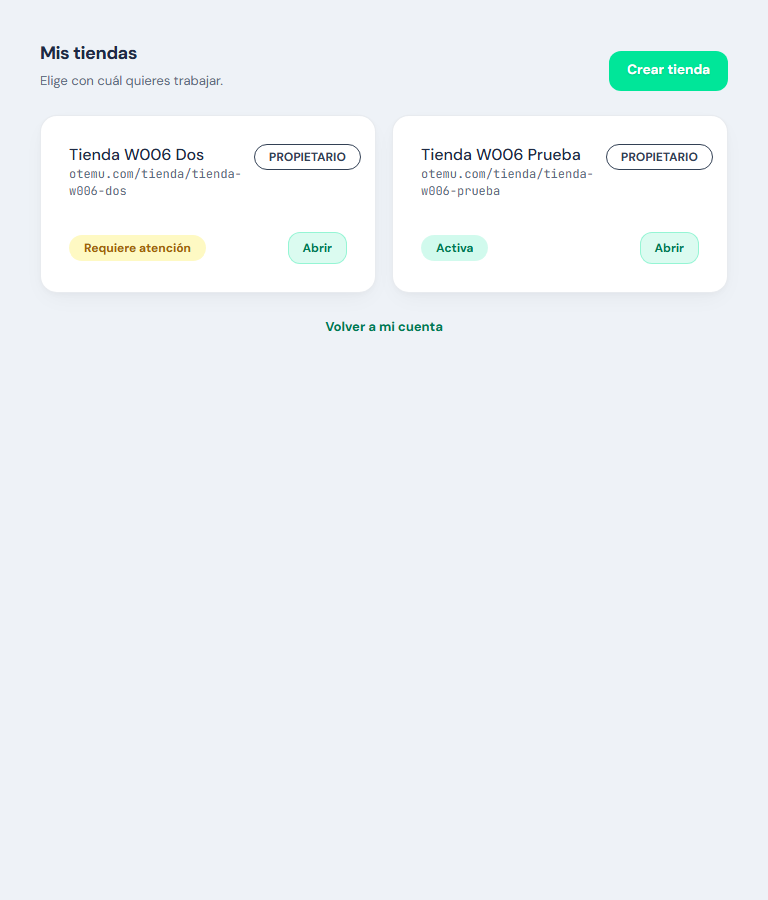 Mis tiendas
Elige con cuál quieres trabajar.
Crear tienda
Tienda W006 Dos
PROPIETARIO
otemu.com/tienda/tienda-
w006-dos
Requiere atención
Abrir
Tienda W006 Prueba
PROPIETARIO
otemu.com/tienda/tienda-
w006-prueba
Activa
Abrir
Volver a mi cuenta